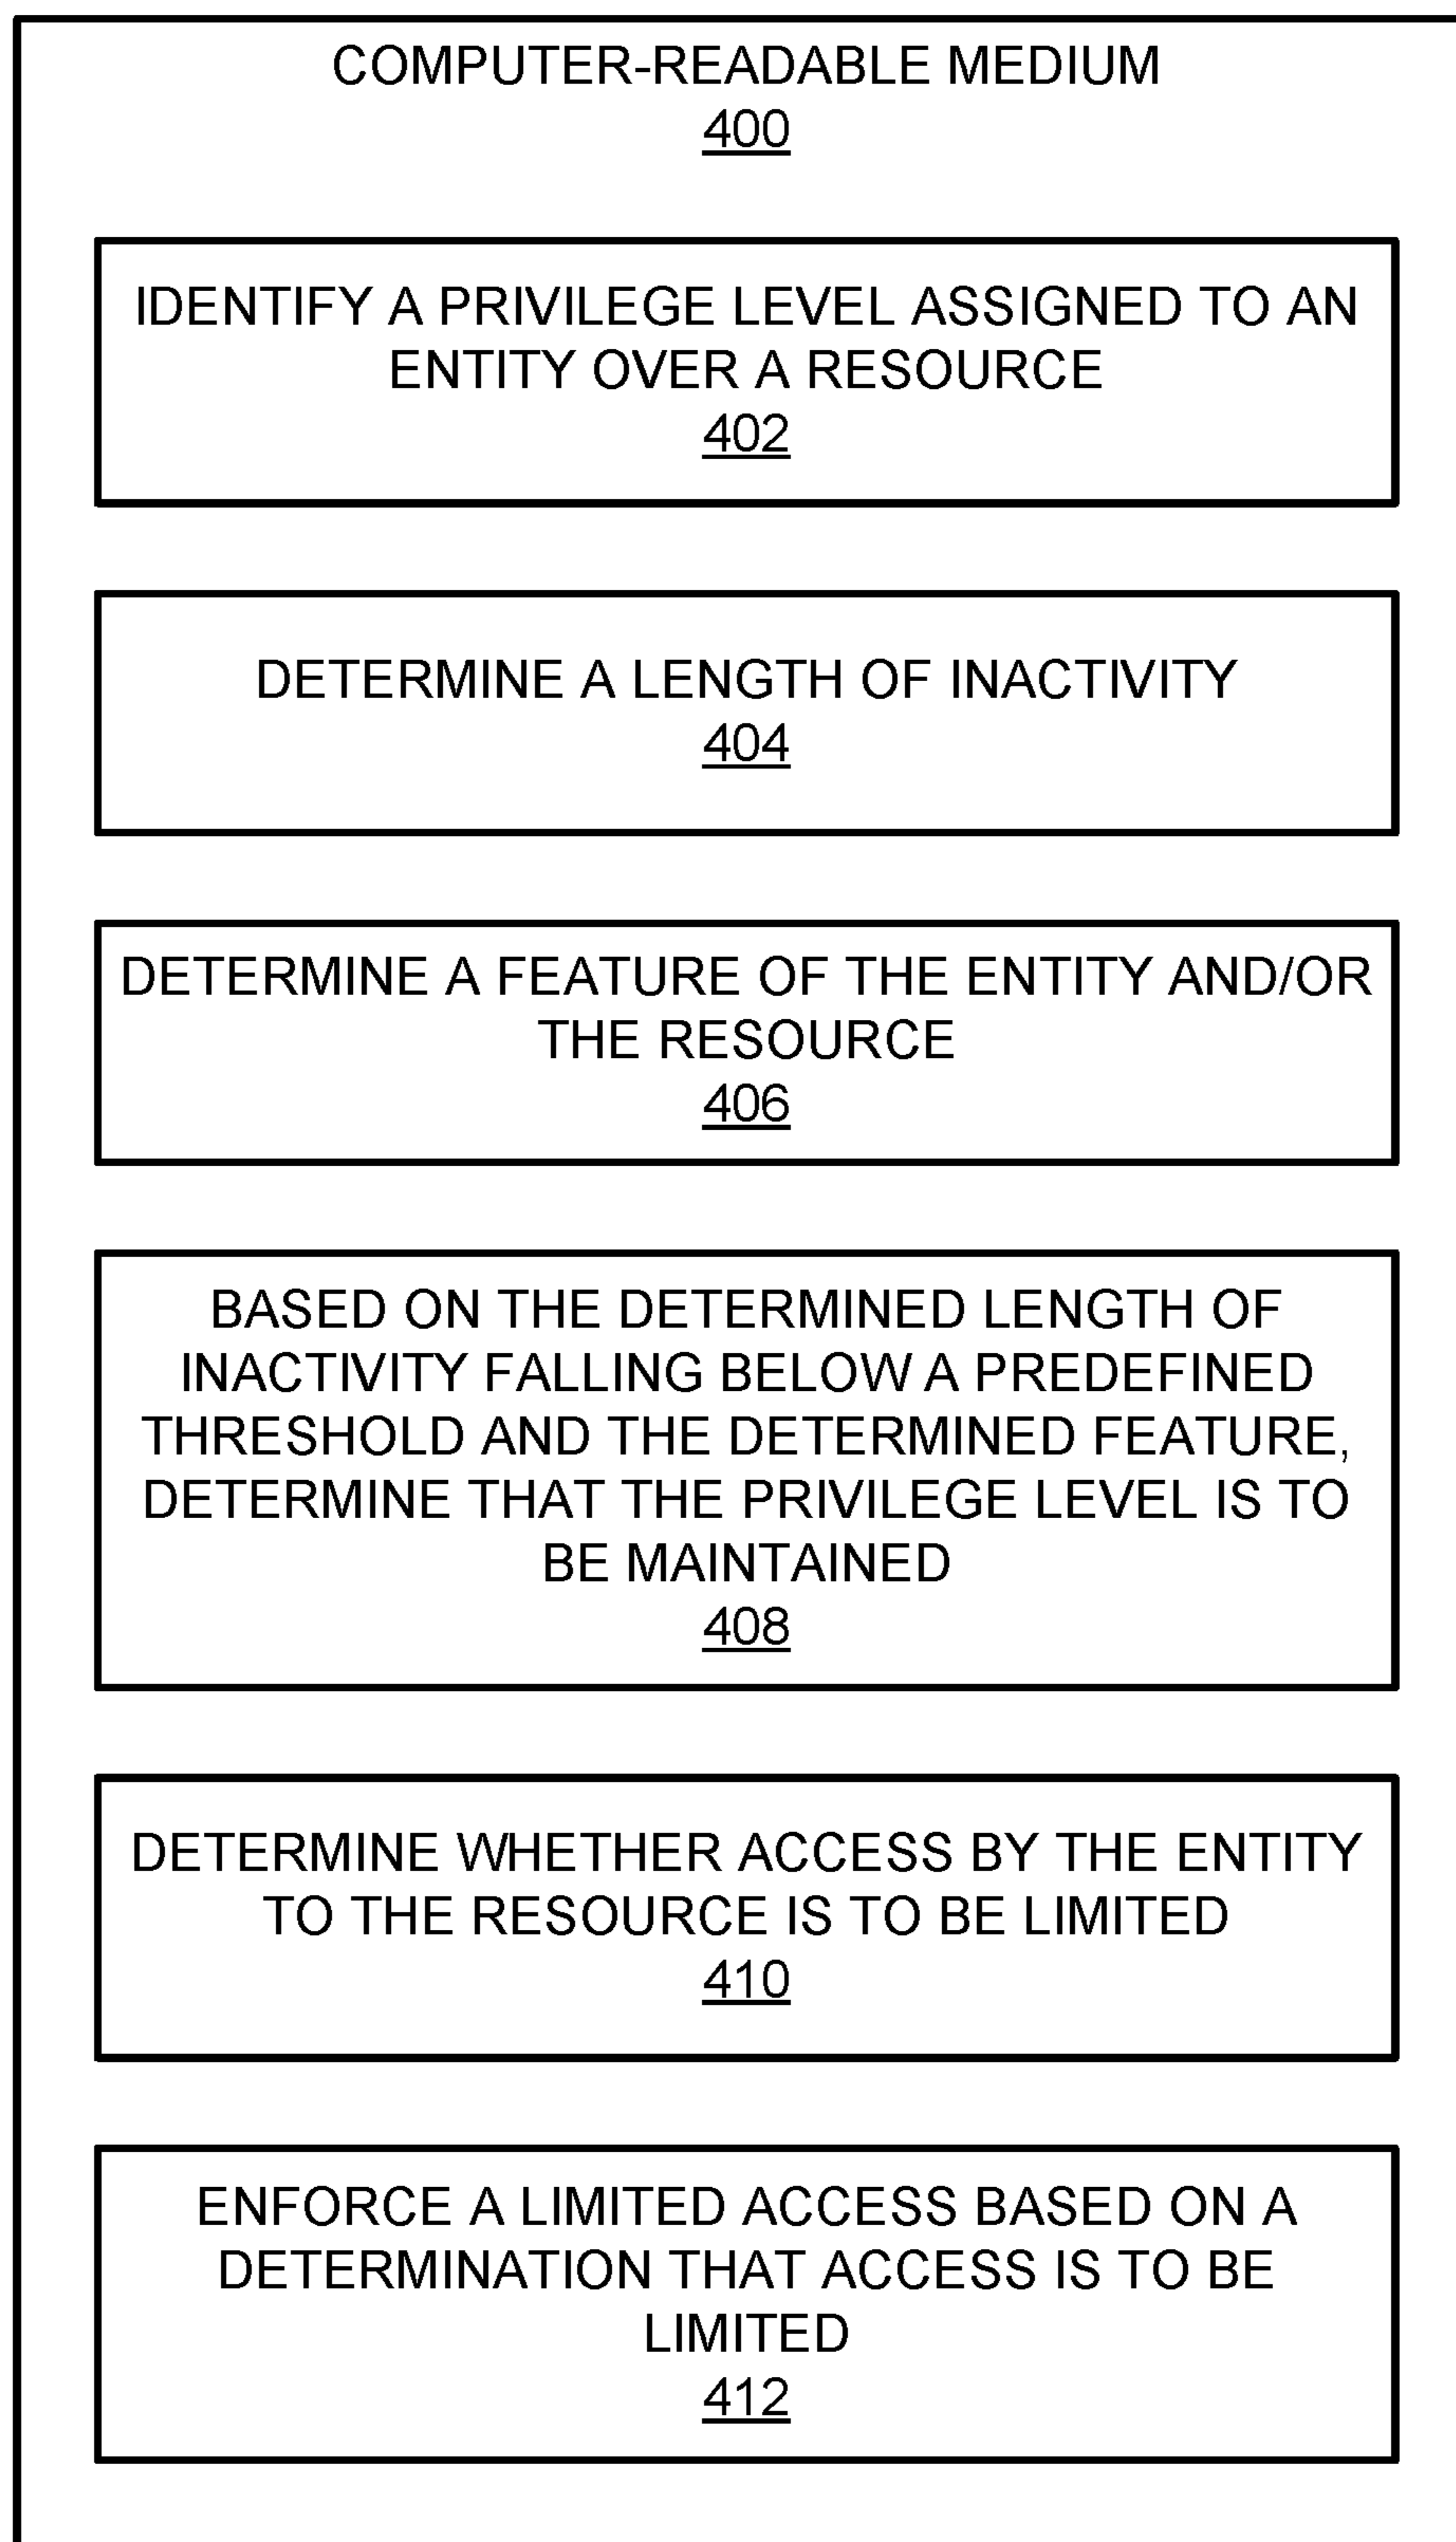 COMPUTER-READABLE MEDIUM
400
IDENTIFY A PRIVILEGE LEVEL ASSIGNED TO AN
ENTITY OVER A RESOURCE
402
DETERMINE A LENGTH OF INACTIVITY
404
DETERMINE A FEATURE OF THE ENTITY AND/OR
THE RESOURCE
406
BASED ON THE DETERMINED LENGTH OF
INACTIVITY FALLING BELOW A PREDEFINED
THRESHOLD AND THE DETERMINED FEATURE,
DETERMINE THAT THE PRIVILEGE LEVEL IS TO
BE MAINTAINED
408
DETERMINE WHETHER ACCESS BY THE ENTITY
TO THE RESOURCE IS TO BE LIMITED
410
ENFORCE A LIMITED ACCESS BASED ON A
DETERMINATION THAT ACCESS IS TO BE
LIMITED
412